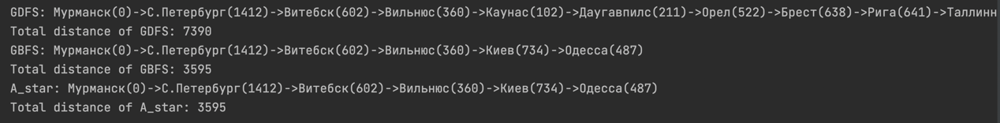 GDFS: Мурманск(0)->С.Петербург(1412)->Витебск(602)->Вильнюс(360)->Каунас(102)->Даугавпилс(211)->Орел(522)->Брест(638)->Рига(641)->Таллинн
Total distance of GDFS: 7390
GBFS: Мурманск(0)->С.Петербург(1412)->Витебск(602)->Вильнюс(360)->Киев(734)->Одесса(487)
Total distance of GBFS: 3595
A_star: Мурманск(0)->С.Петербург(1412)->Витебск(602)->Вильнюс(360)->Киев(734)->Одесса(487)
Total distance of A_star: 3595